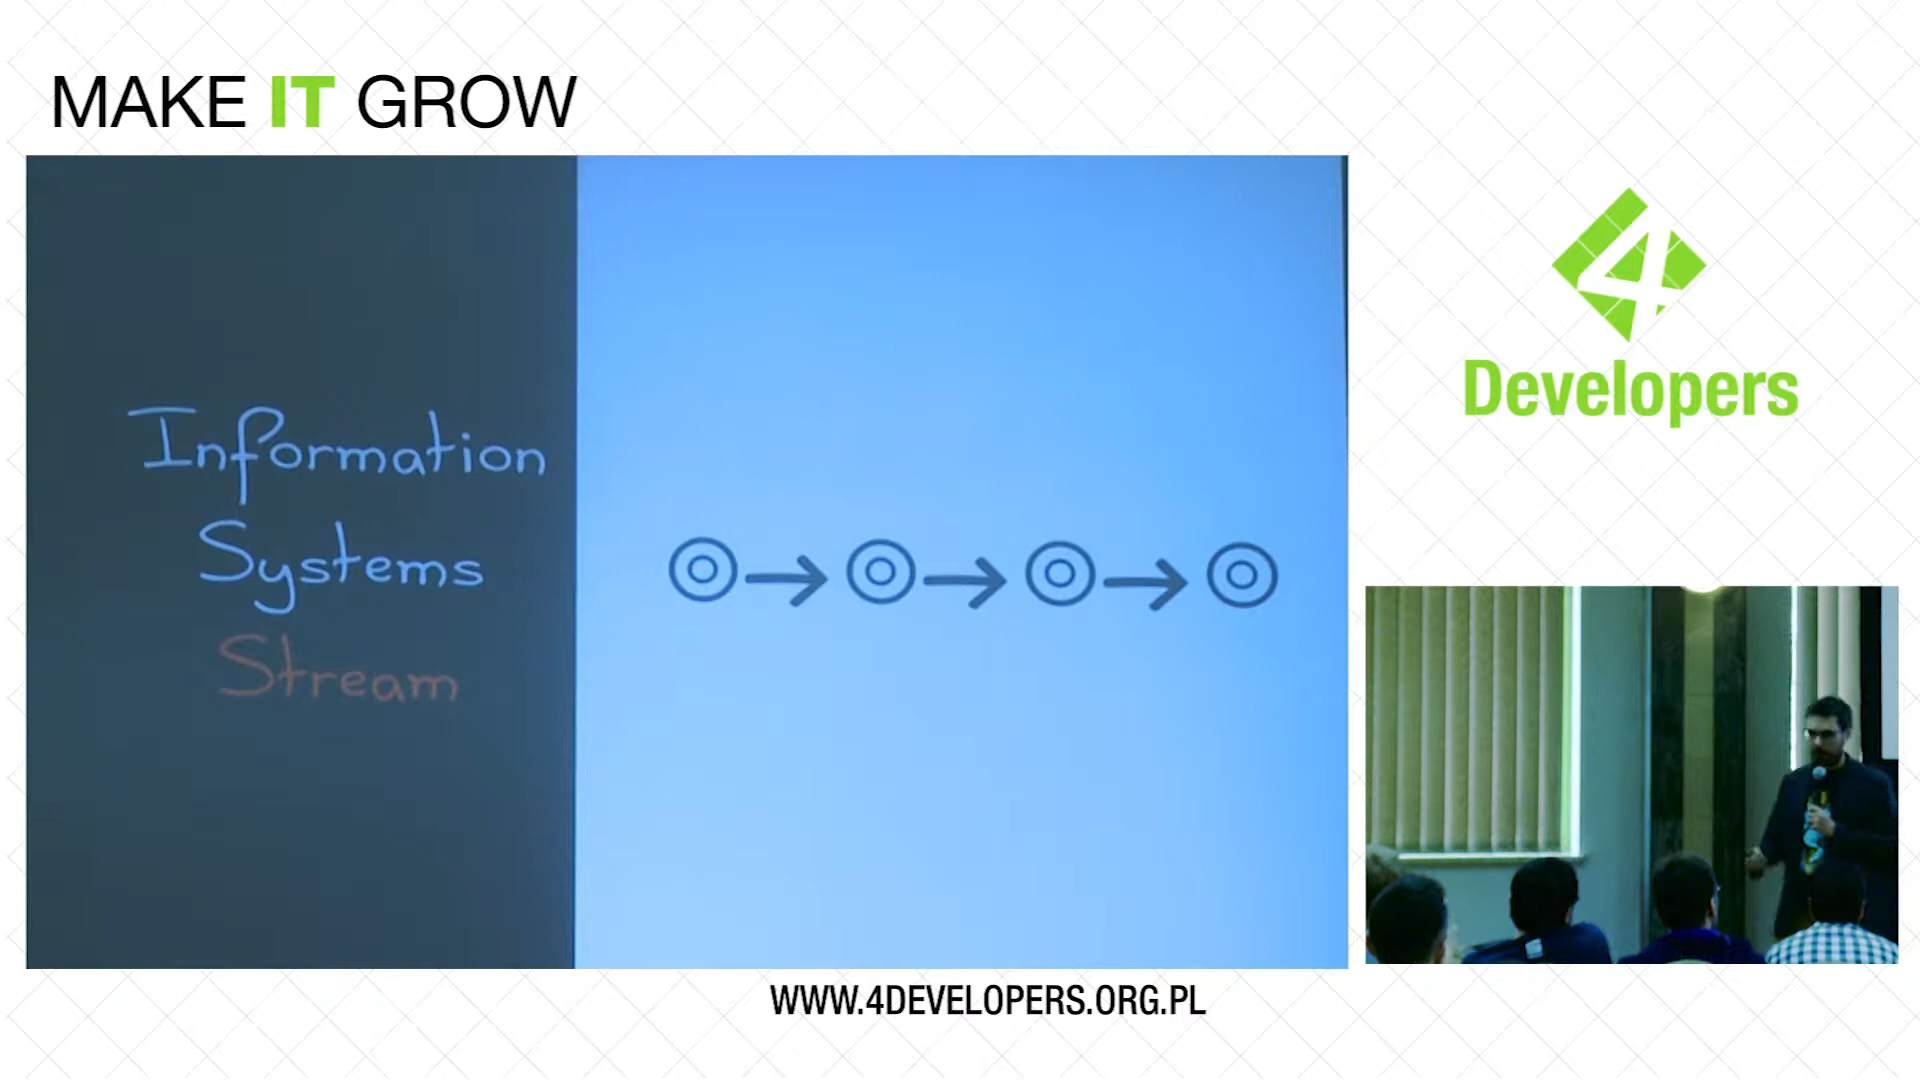 MAKE IT GROW
Information
Systems
Stream
4
Developers
WWW.4DEVELOPERS.ORG.PL